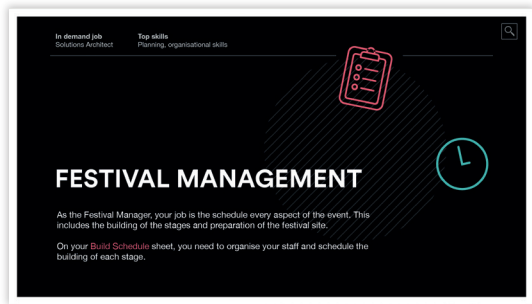 In demand job
Solutions Architect
Top skills
Planning, organisational skills
FESTIVAL MANAGEMENT
As the Festival Manager, your job is the schedule every aspect of the event. This
includes the building of the stages and preparation of the festival site.
On your Build Schedule sheet, you need to organise your staff and schedule the
building of each stage.